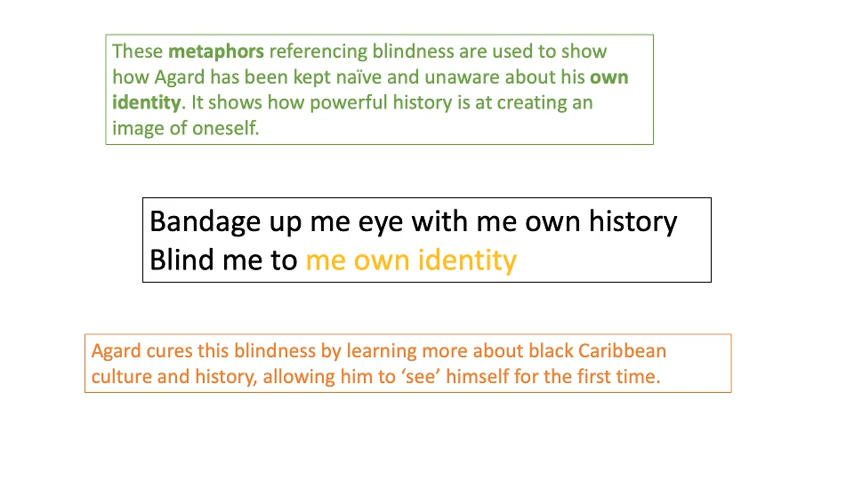 These metaphors referencing blindness are used to show
how Agard has been kept naïve and unaware about his own
identity. It shows how powerful history is at creating an
image of oneself.
Bandage up me eye with me own history
Blind me to me own identity
Agard cures this blindness by learning more about black Caribbean
culture and history, allowing him to ‘see’ himself for the first time.